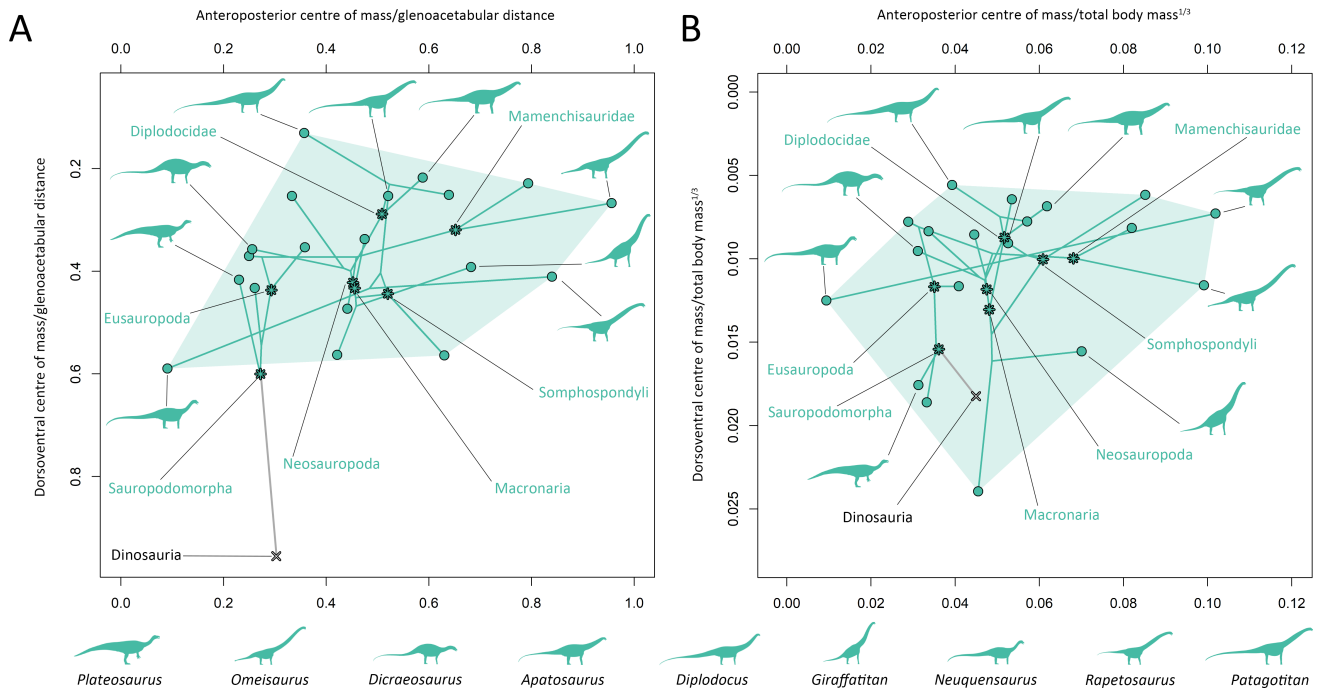 A
Anteroposterior centre of mass/glenoacetabular distance
0.0 0.2 0.4 0.6 0.8 1.0
Dorsoventral centre of mass/glenoacetabular distance
0.2
0.4
0.6
0.8
Diplodocidae
Mamenchisauridae
Eusauropoda
Somphospondyli
Neosauropoda
Sauropodomorpha
Macronaria
Dinosauria
0.0 0.2 0.4 0.6 0.8 1.0
B
Anteroposterior centre of mass/total body mass1/3
0.00 0.02 0.04 0.06 0.08 0.10 0.12
Dorsoventral centre of mass/total body mass1/3
0.000
0.005
0.010
0.015
0.020
0.025
Mamenchisauridae
Diplodocidae
Somphospondyli
Eusauropoda
Sauropodomorpha
Neosauropoda
Dinosauria
Macronaria
0.00 0.02 0.04 0.06 0.08 0.10 0.12
Plateosaurus Omeisaurus Dicraeosaurus Apatosaurus Diplodocus Giraffatitan Neuquensaurus Rapetosaurus Patagotitan